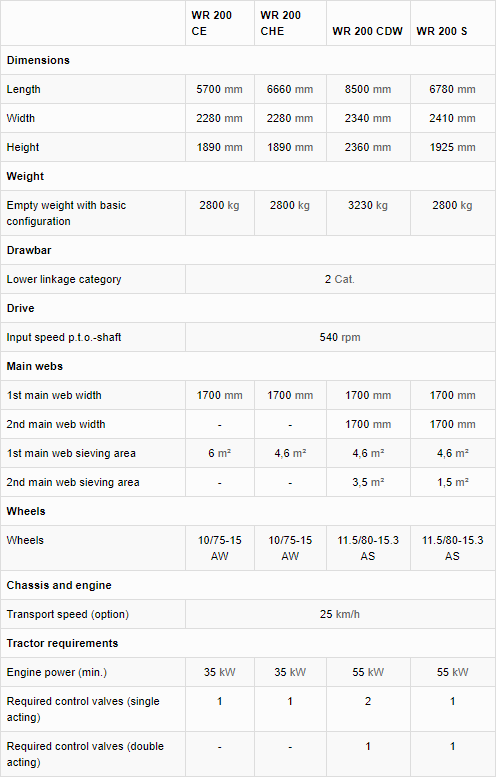 WR 200 CE WR 200 CHE WR 200 CDW WR 200 S
Dimensions
Length 5700 mm 6660 mm 8500 mm 6780 mm
Width 2280 mm 2280 mm 2340 mm 2410 mm
Height 1890 mm 1890 mm 2360 mm 1925 mm
Weight
Empty weight with basic configuration 2800 kg 2800 kg 3230 kg 2800 kg
Drawbar
Lower linkage category 2 Cat.
Drive
Input speed p.t.o.-shaft 540 rpm
Main webs
1st main web width 1700 mm 1700 mm 1700 mm 1700 mm
2nd main web width - - 1700 mm 1700 mm
1st main web sieving area 6 m² 4,6 m² 4,6 m² 4,6 m²
2nd main web sieving area - - 3,5 m² 1,5 m²
Wheels
Wheels 10/75-15 AW 10/75-15 AW 11.5/80-15.3 AS 11.5/80-15.3 AS
Chassis and engine
Transport speed (option) 25 km/h
Tractor requirements
Engine power (min.) 35 kW 35 kW 55 kW 55 kW
Required control valves (single acting) 1 1 2 1
Required control valves (double acting) - - 1 1